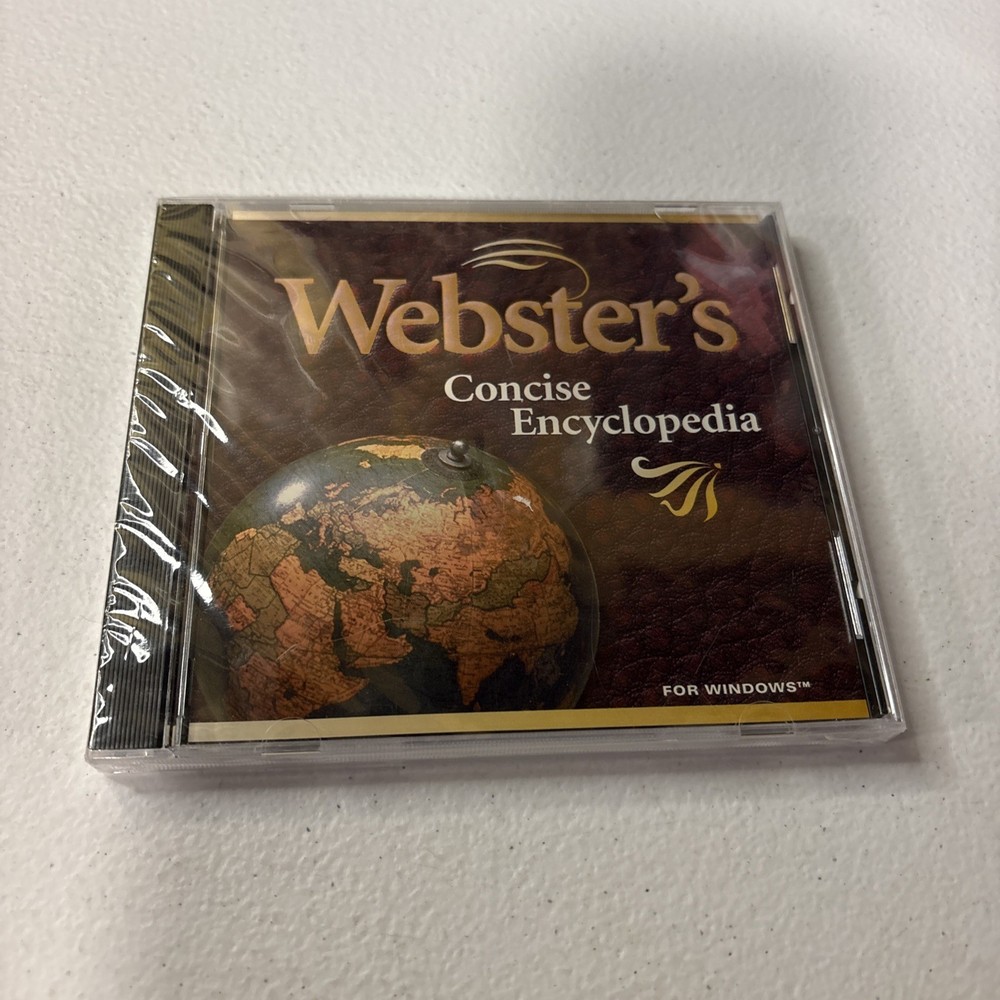 Webster's
Concise
Encyclopedia
FOR WINDOWS™